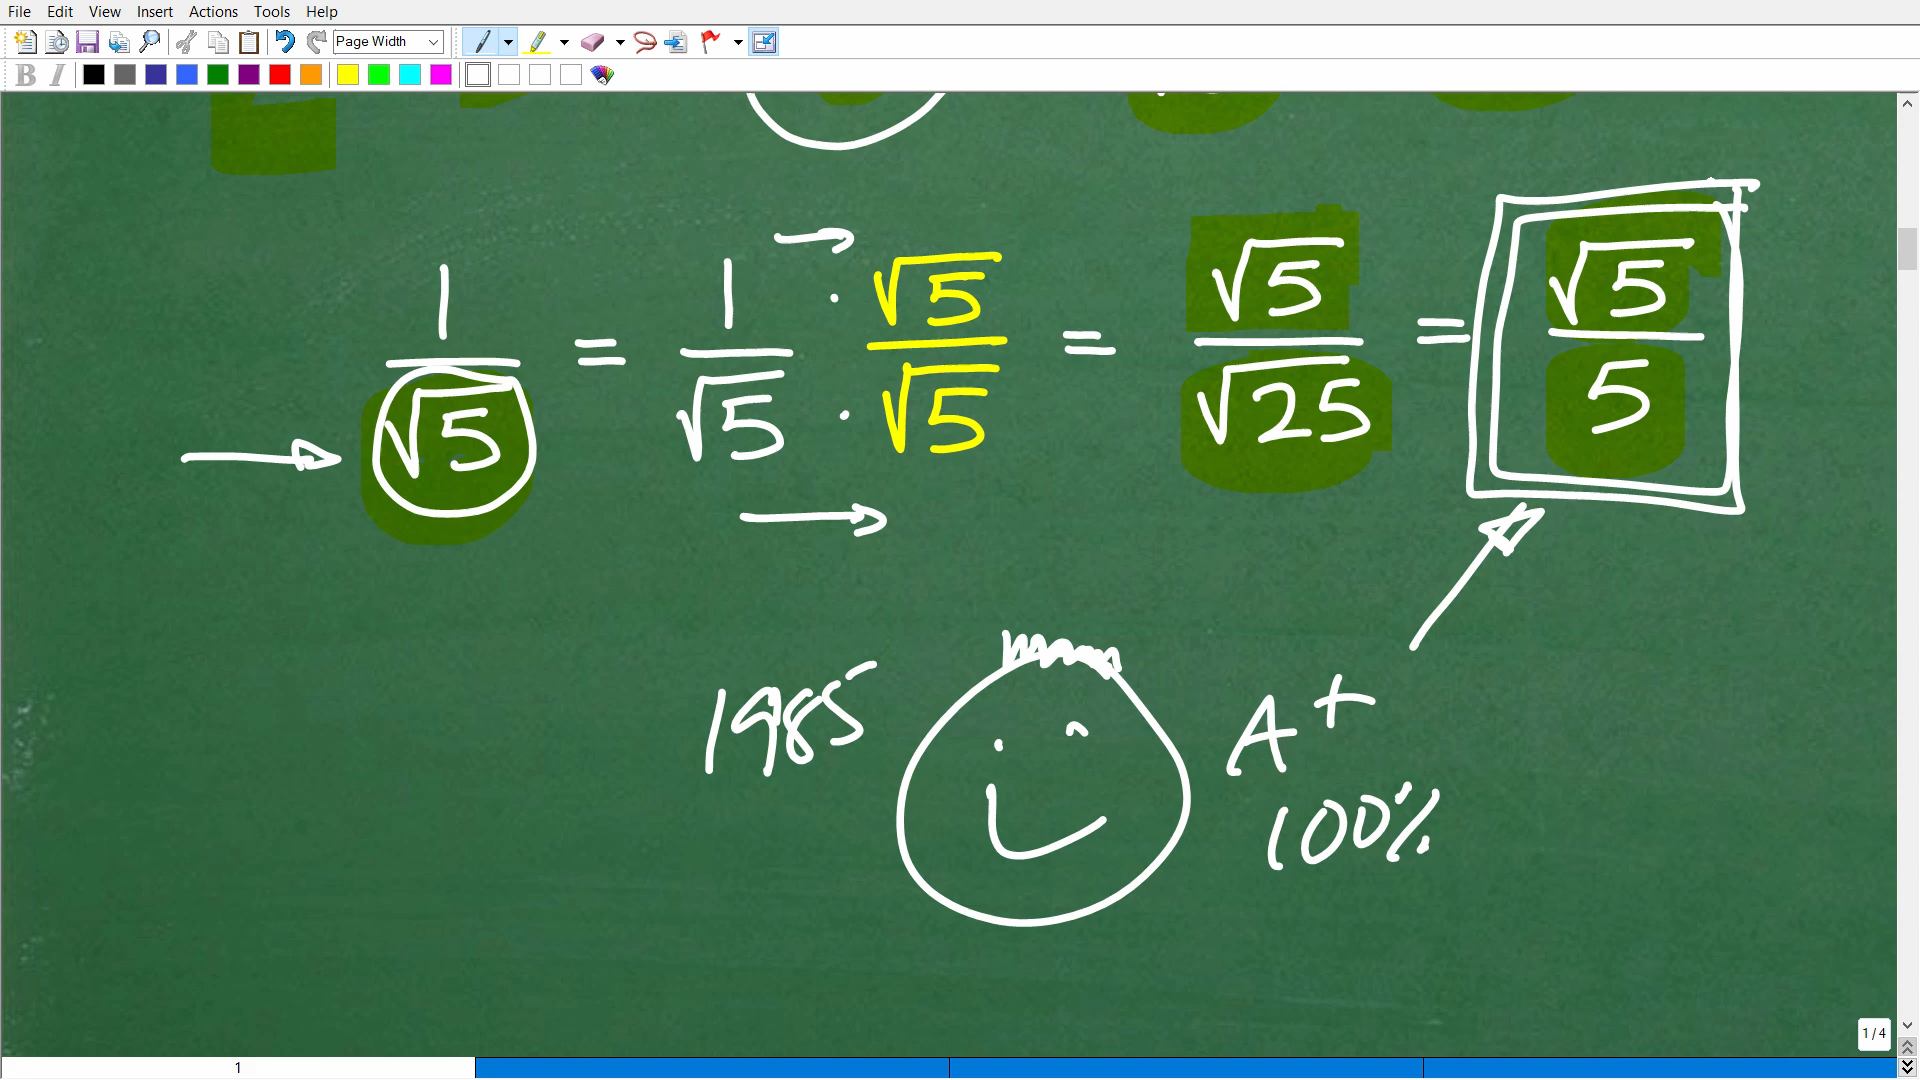 File Edit View Insert Actions Tools Help
Page Width
B I
1/√5 = 1/√5 · √5/√5 = √5/√25 = √5/5
1985 A+
100%
1 / 4
1